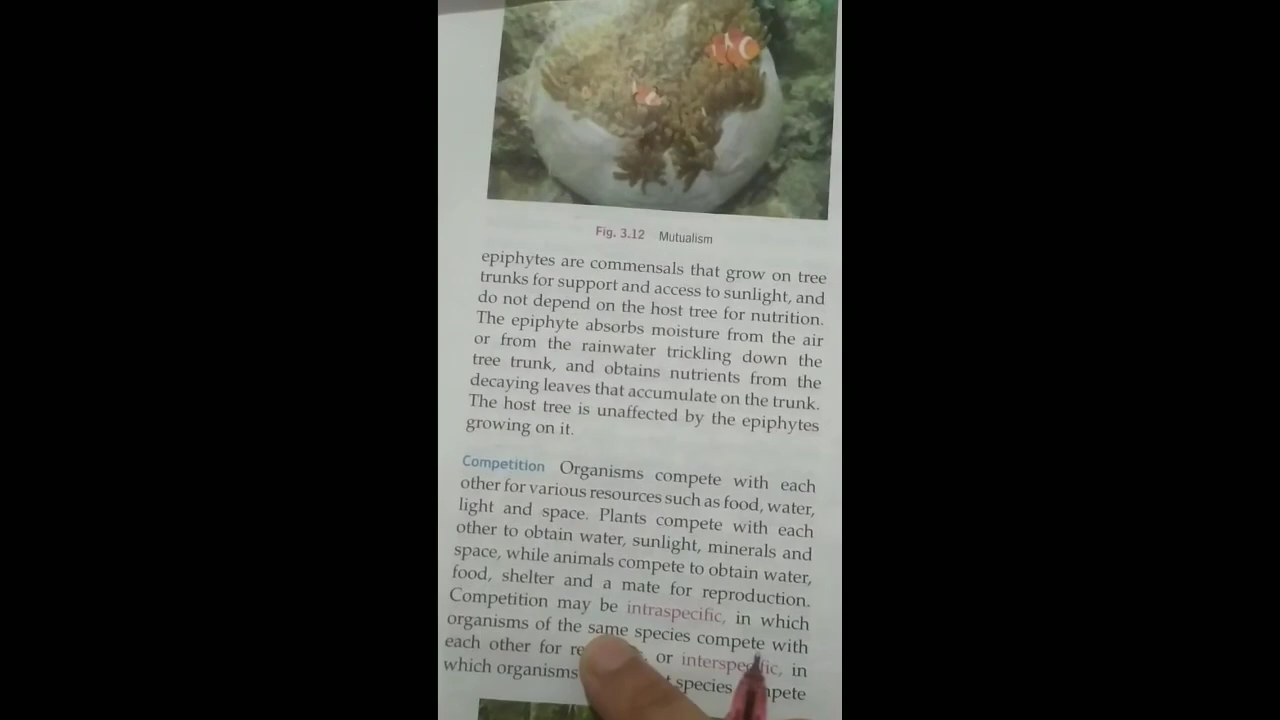 Fig. 3.12 Mutualism
epiphytes are commensals that grow on tree
trunks for support and access to sunlight, and
do not depend on the host tree for nutrition.
The epiphyte absorbs moisture from the air
or from the rainwater trickling down the
tree trunk, and obtains nutrients from the
decaying leaves that accumulate on the trunk.
The host tree is unaffected by the epiphytes
growing on it.
Competition Organisms compete with each
other for various resources such as food, water,
light and space. Plants compete with each
other to obtain water, sunlight, minerals and
space, while animals compete to obtain water,
food, shelter and a mate for reproduction.
Competition may be intraspecific, in which
organisms of the same species compete with
each other for or interspecific, in
which organisms species compete